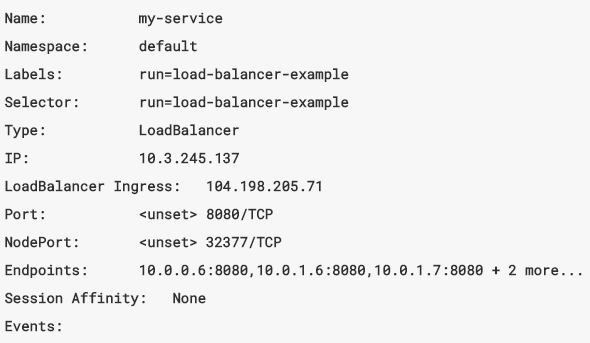 Name: my-service
Namespace: default
Labels: run=load-balancer-example
Selector: run=load-balancer-example
Type: LoadBalancer
IP: 10.3.245.137
LoadBalancer Ingress: 104.198.205.71
Port: <unset> 8080/TCP
NodePort: <unset> 32377/TCP
Endpoints: 10.0.0.6:8080,10.0.1.6:8080,10.0.1.7:8080 + 2 more...
Session Affinity: None
Events: